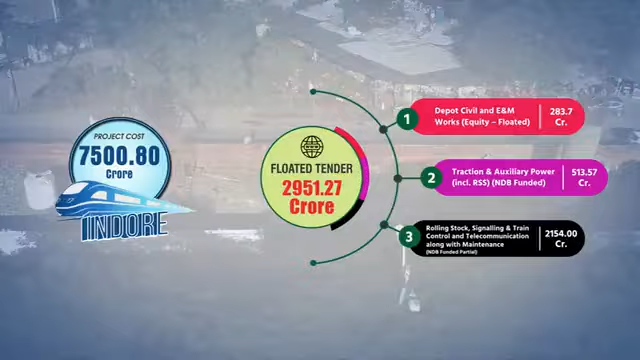 PROJECT COST
7500.80
Crore
INDORE
FLOATED TENDER
2951.27
Crore
1
Depot Civil and E&M
Works (Equity – Floated)
283.7
Cr.
2
Traction & Auxiliary Power
(incl. RSS) (NDB Funded)
513.57
Cr.
3
Rolling Stock, Signalling & Train
Control and Telecommunication
along with Maintenance
(NDB Funded Partial)
2154.00
Cr.